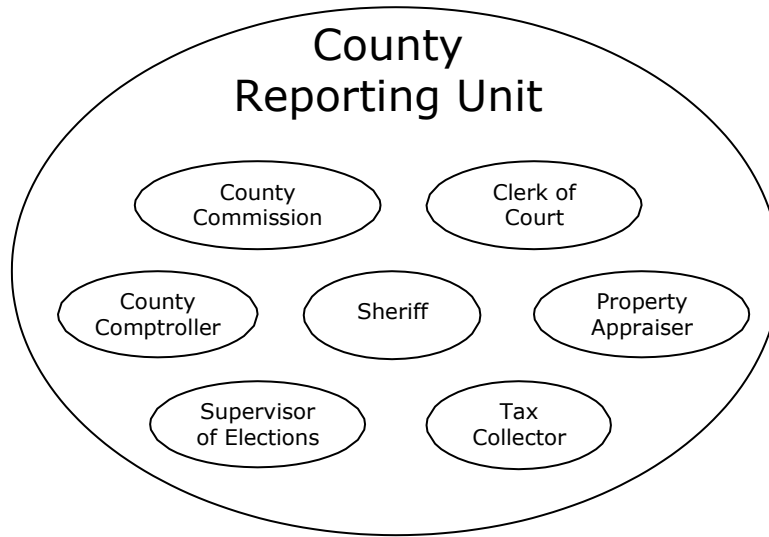 County
Reporting Unit
County
Commission
Clerk of
Court
County
Comptroller
Sheriff
Property
Appraiser
Supervisor
of Elections
Tax
Collector